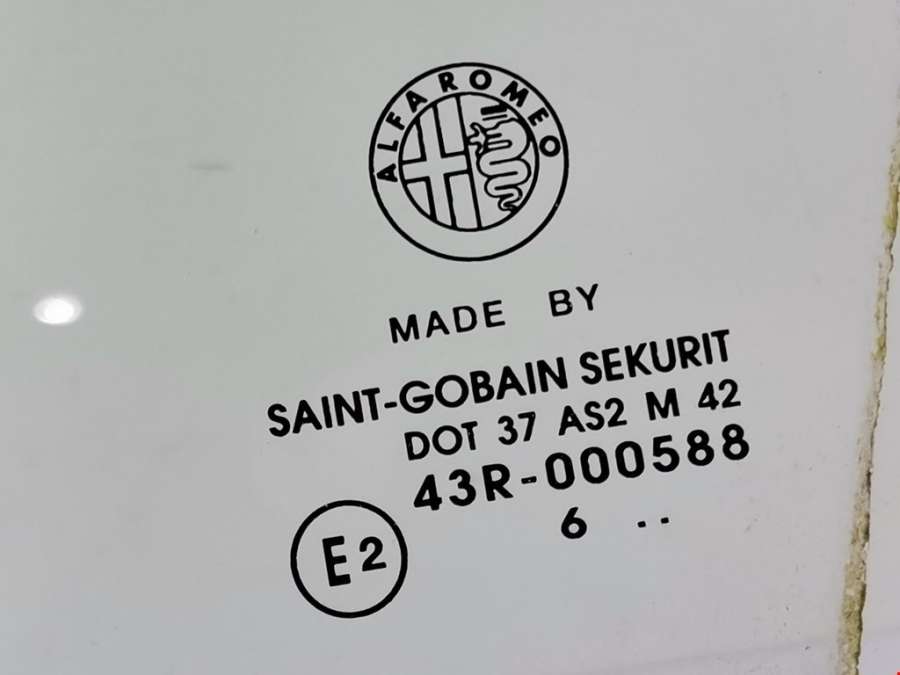 ALFA ROMEO
MADE BY
SAINT-GOBAIN SEKURIT
DOT 37 AS2 M 42
43R-000588
6 ..
E2